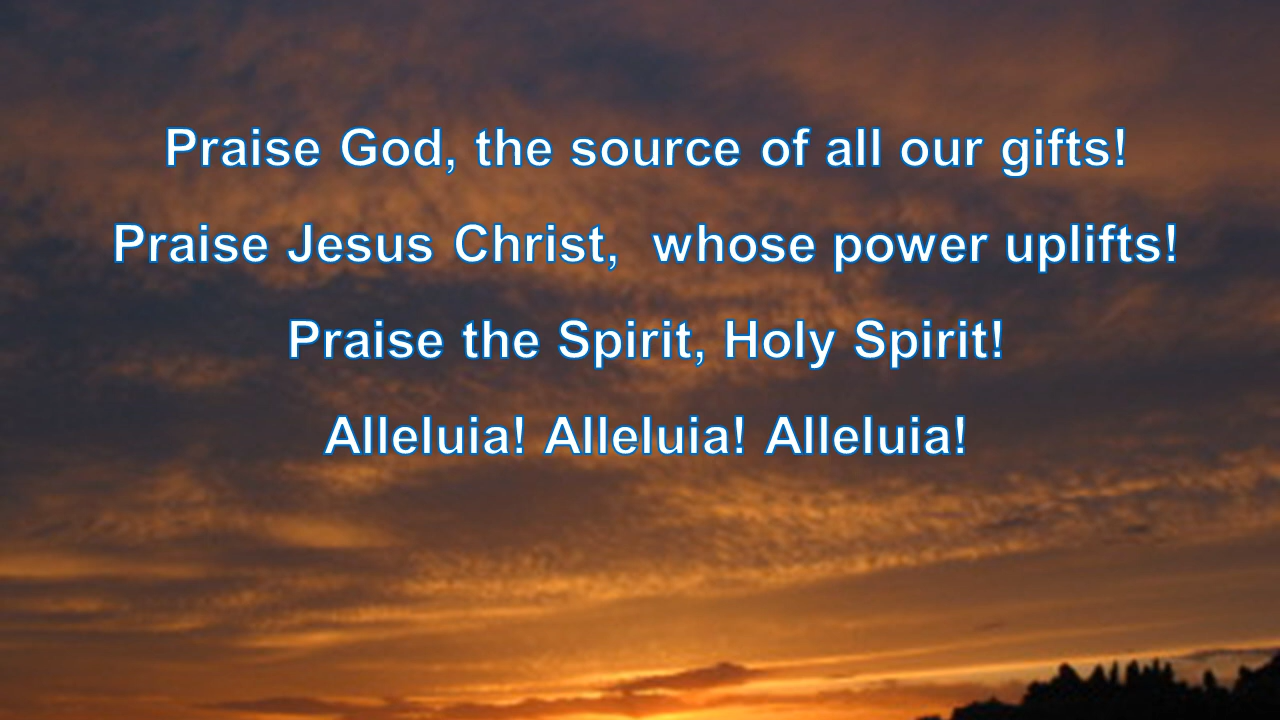 Praise God, the source of all our gifts!
Praise Jesus Christ,  whose power uplifts!
Praise the Spirit, Holy Spirit!
Alleluia! Alleluia! Alleluia!